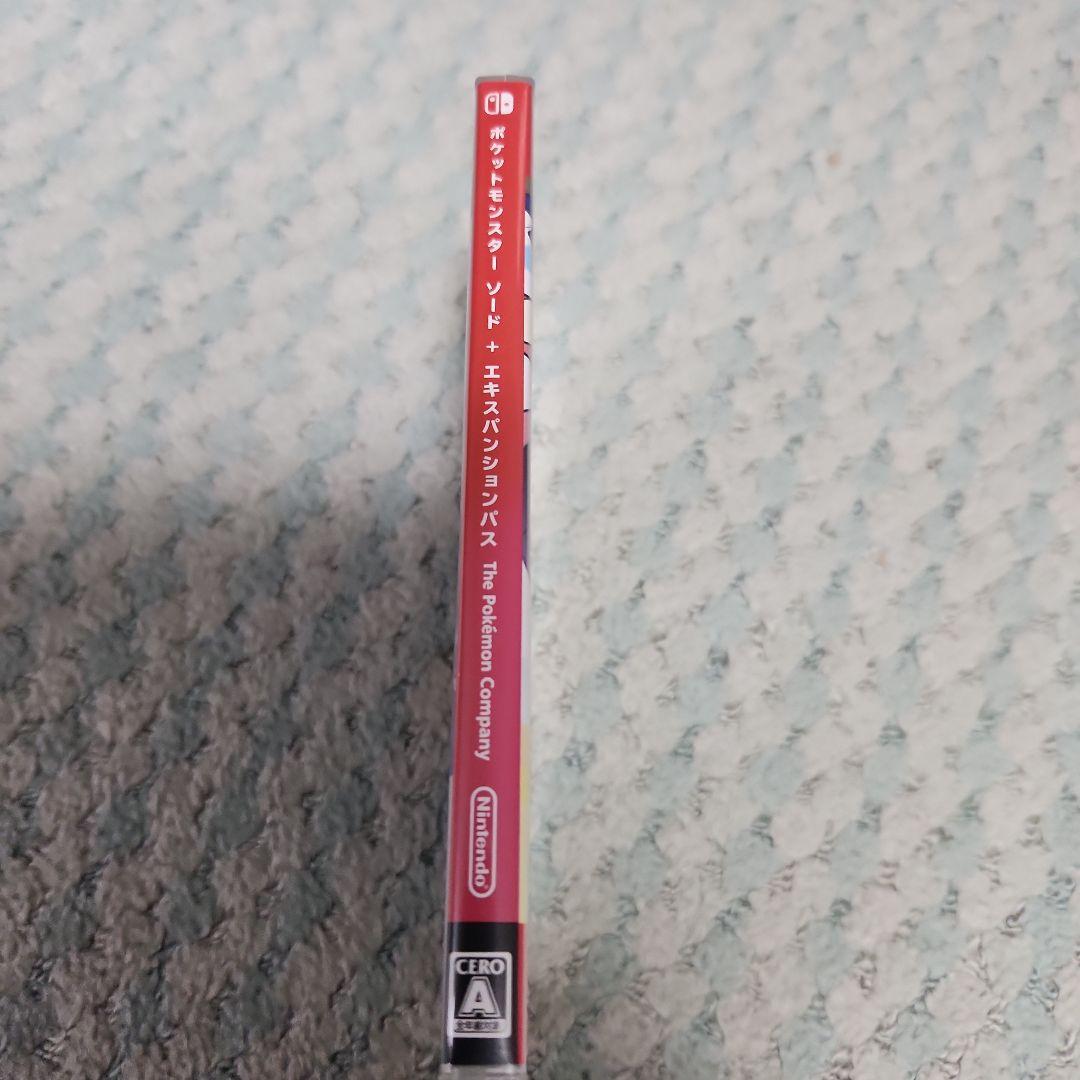 ポケットモンスター ソード + エキスパンションパス The Pokémon Company
Nintendo
CERO
A
全年齢対象